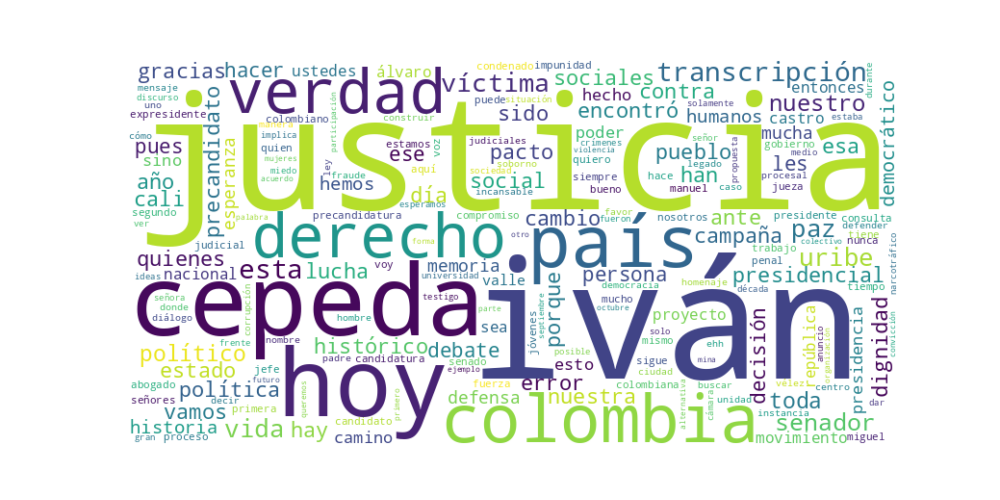 gracias
hacer
ustedes
álvaro
condenado
impunidad
víctima
sociales
transcripción
mensaje
discurso
uno
expresidente
verdad
puede
situación
hecho
contra
entonces
durante
precandidato
colombiano
manera
construir
sido
encontró
humanos
nuestro
castro
estaba
democrático
justicia
cómo
implica
participación
voz
judiciales
crímenes
poder
solamente
señor
gobierno
mucha
esa
pues
quien
estamos
ese
pacto
violencia
quiero
pueblo
legado
propuesta
medio
les
sino
mujeres
miedo
ley
fraude
aquí
soborno
sociedad
siempre
hace
han
procesal
jueza
año
esperanza
acuerdo
hemos
día
social
incansable
bueno
manuel
caso
cali
segundo
ver
palabra
precandidatura
esperamos
compromiso
cambio
favor
fueron
nosotros
ante
presidente
consulta
defender
derecho
forma
otro
país
campaña
paz
colectivo
nunca
tiene
quienes
judicial
trabajo
penal
uribe
narcotráfico
ideas
nacional
esta
lucha
voy
memoria
universidad
valle
porque
persona
democracia
homenaje
presidencial
tiempo
señora
donde
diálogo
corrupción
cepeda
hombre
testigo
parte
iván
septiembre
mucho
octubre
década
convicción
frente
nombre
histórico
debate
sea
jóvenes
proyecto
solo
mismo
ehh
decisión
república
anuncio
organización
presidencia
dignidad
político
estado
jefe
futuro
hoy
padre
candidatura
senado
ejemplo
posible
esto
sigue
mina
abogado
política
queremos
fuerza
error
ciudad
colombiana
buscar
vélez
centro
señores
decir
vamos
primera
candidato
primero
defensa
nuestra
alternativa
cámara
unidad
instancia
toda
dar
historia
vida
hay
camino
colombia
senador
gran
proceso
movimiento
miguel